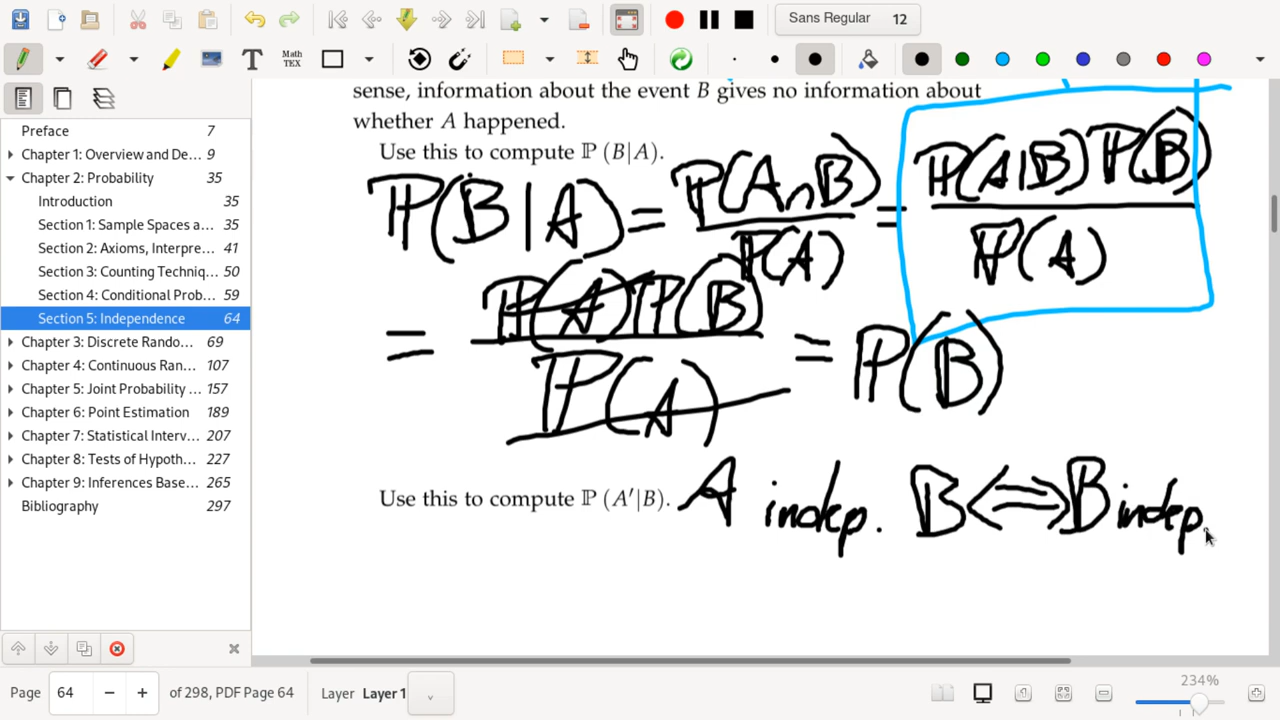 Sans Regular 12
Math
TEX
Preface 7
Chapter 1: Overview and De... 9
Chapter 2: Probability 35
Introduction 35
Section 1: Sample Spaces a... 35
Section 2: Axioms, Interpre... 41
Section 3: Counting Techniq... 50
Section 4: Conditional Prob... 59
Section 5: Independence 64
Chapter 3: Discrete Rando... 69
Chapter 4: Continuous Ran... 107
Chapter 5: Joint Probability ... 157
Chapter 6: Point Estimation 189
Chapter 7: Statistical Interv... 207
Chapter 8: Tests of Hypoth... 227
Chapter 9: Inferences Base... 265
Bibliography 297
sense, information about the event B gives no information about
whether A happened.
Use this to compute ℙ (B|A).
ℙ(B|A) = ℙ(A∩B) / ℙ(A) = ℙ(A|B) ℙ(B) / ℙ(A)
= ℙ(A) ℙ(B) / ℙ(A) = ℙ(B)
Use this to compute ℙ (A′|B). A indep. B ⟺ B indep.
Page 64 of 298, PDF Page 64 Layer Layer 1 234%